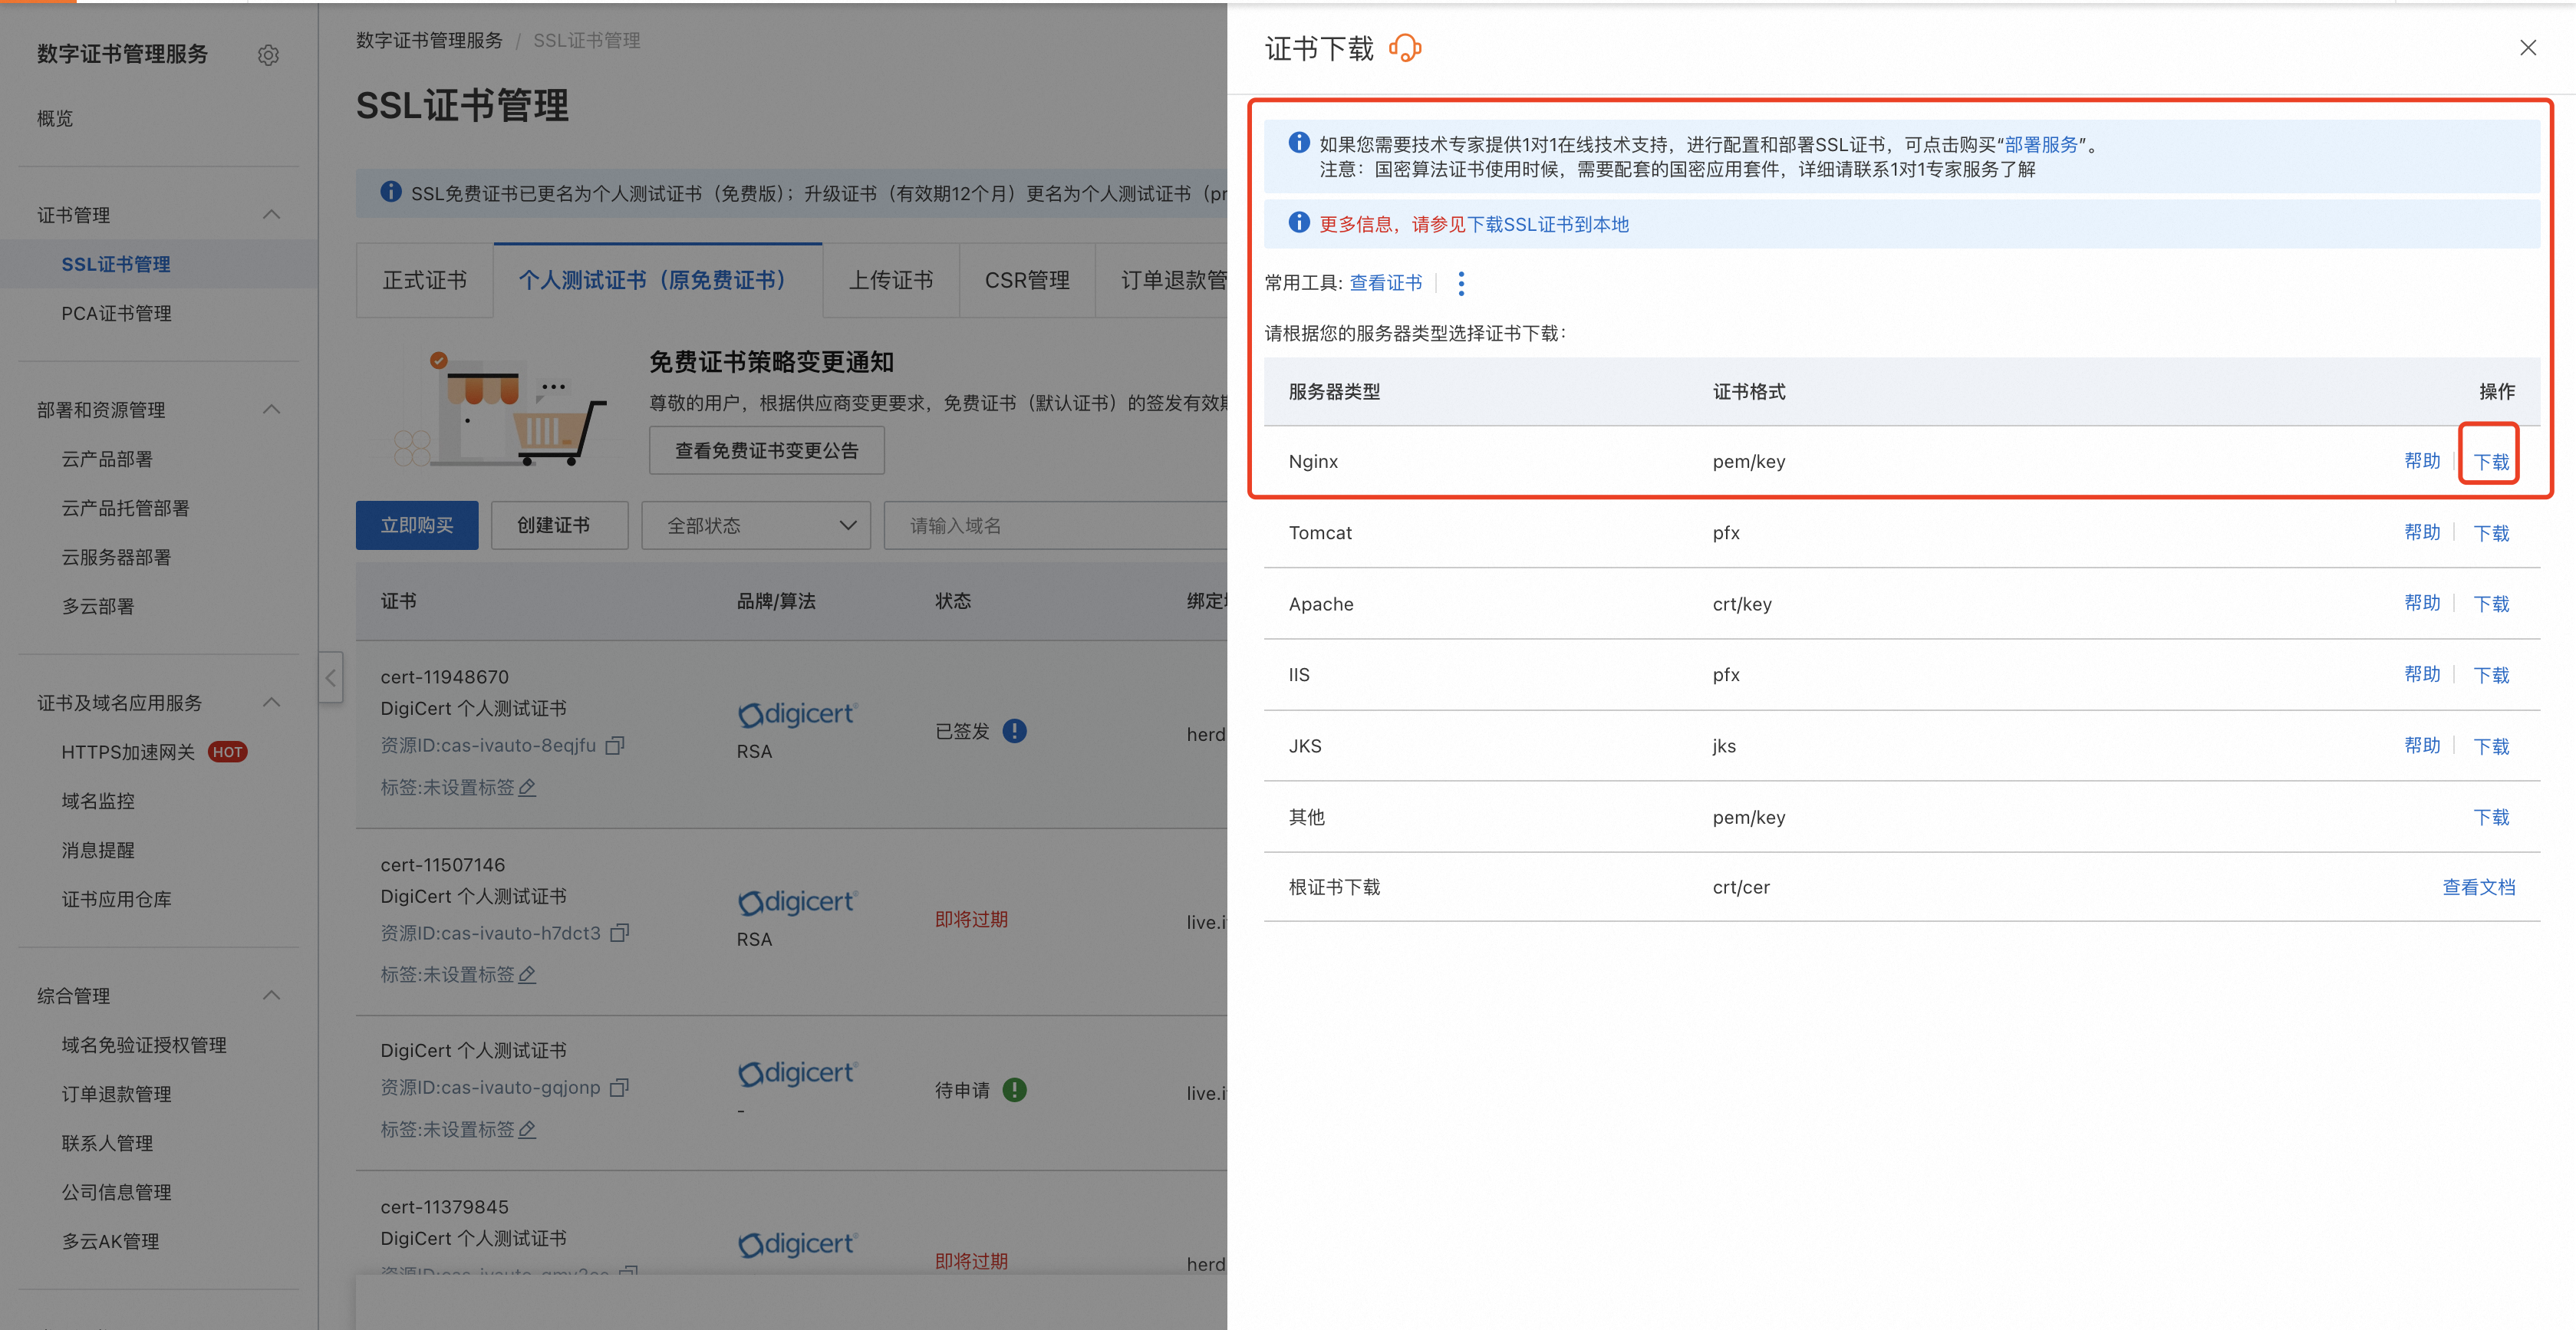 数字证书管理服务
概览
证书管理
SSL证书管理
PCA证书管理
部署和资源管理
云产品部署
云产品托管部署
云服务器部署
多云部署
证书及域名应用服务
HTTPS加速网关 HOT
域名监控
消息提醒
证书应用仓库
综合管理
域名免验证授权管理
订单退款管理
联系人管理
公司信息管理
多云AK管理
数字证书管理服务 / SSL证书管理
SSL证书管理
SSL免费证书已更名为个人测试证书（免费版）；升级证书（有效期12个月）更名为个人测试证书（pr
正式证书 个人测试证书（原免费证书） 上传证书 CSR管理 订单退款管
免费证书策略变更通知
尊敬的用户，根据供应商变更要求，免费证书（默认证书）的签发有效期
查看免费证书变更公告
立即购买 创建证书 全部状态 请输入域名
证书 品牌/算法 状态 绑定
cert-11948670
DigiCert 个人测试证书
资源ID:cas-ivauto-8eqjfu
标签:未设置标签
digicert
RSA
已签发
herd
cert-11507146
DigiCert 个人测试证书
资源ID:cas-ivauto-h7dct3
标签:未设置标签
digicert
RSA
即将过期
live.i
DigiCert 个人测试证书
资源ID:cas-ivauto-gqjonp
标签:未设置标签
digicert
-
待申请
live.i
cert-11379845
DigiCert 个人测试证书
digicert
即将过期
herd
证书下载
如果您需要技术专家提供1对1在线技术支持，进行配置和部署SSL证书，可点击购买“部署服务”。
注意：国密算法证书使用时候，需要配套的国密应用套件，详细请联系1对1专家服务了解
更多信息，请参见下载SSL证书到本地
常用工具: 查看证书
请根据您的服务器类型选择证书下载：
服务器类型 证书格式 操作
Nginx pem/key 帮助 下载
Tomcat pfx 帮助 下载
Apache crt/key 帮助 下载
IIS pfx 帮助 下载
JKS jks 帮助 下载
其他 pem/key 下载
根证书下载 crt/cer 查看文档